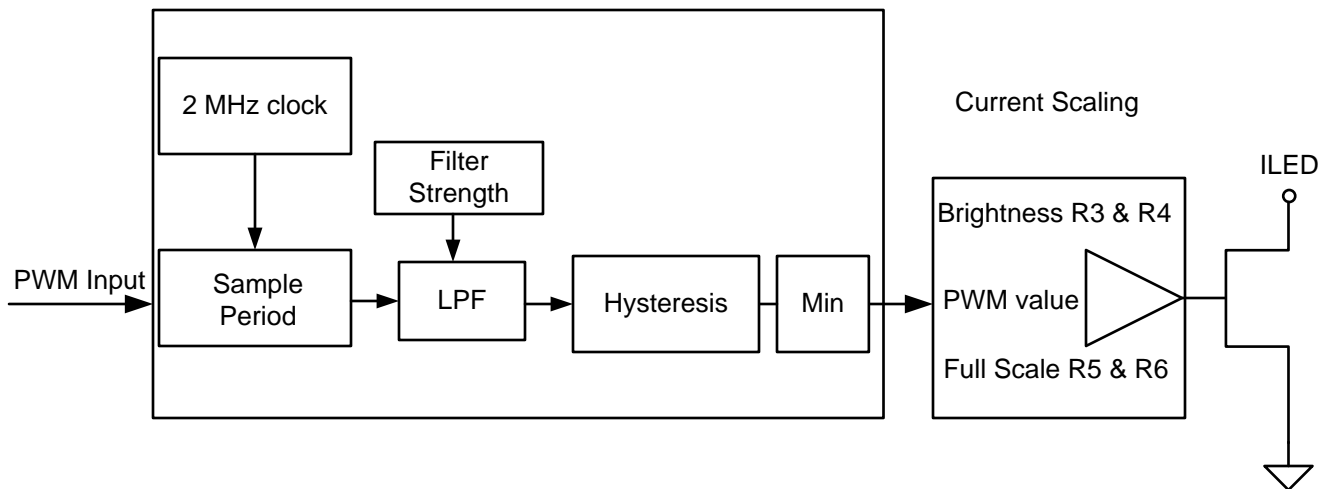 2 MHz clock
Filter
Strength
Current Scaling
ILED
PWM Input
Sample
Period
LPF
Hysteresis
Min
Brightness R3 & R4
PWM value
Full Scale R5 & R6